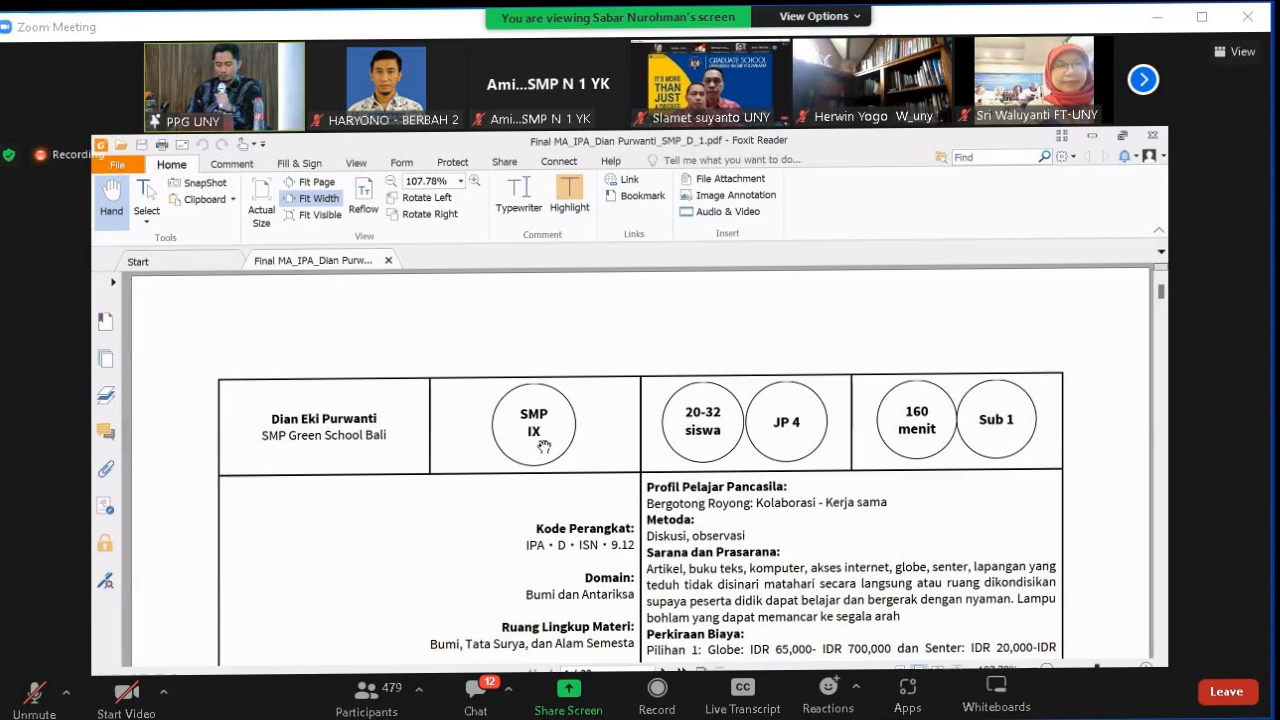 Zoom Meeting
You are viewing Sabar Nurohman's screen
View Options
View
PPG UNY
HARYONO - BERBAH 2
Ami...SMP N 1 YK
Ami...SMP N 1 YK
IT'S MORE
THAN
JUST
GRADUATE SCHOOL
Slamet suyanto UNY
Herwin Yogo W_uny
Sri Waluyanti FT-UNY
Recording
Final MA_IPA_Dian Purwanti_SMP_D_1.pdf - Foxit Reader
File
Home
Comment
Fill & Sign
View
Form
Protect
Share
Connect
Help
Tell me what you want to do...
Find
Hand
Select
SnapShot
Clipboard
Tools
Actual
Size
Fit Page
Fit Width
Fit Visible
Reflow
107.78%
Rotate Left
Rotate Right
View
Typewriter
Highlight
Comment
Link
Bookmark
Links
File Attachment
Image Annotation
Audio & Video
Insert
Start
Final MA_IPA_Dian Purw...
Dian Eki Purwanti
SMP Green School Bali
SMP
IX
20-32
siswa
JP 4
160
menit
Sub 1
Kode Perangkat:
IPA • D • ISN • 9.12
Domain:
Bumi dan Antariksa
Ruang Lingkup Materi:
Bumi, Tata Surya, dan Alam Semesta
Profil Pelajar Pancasila:
Bergotong Royong: Kolaborasi - Kerja sama
Metoda:
Diskusi, observasi
Sarana dan Prasarana:
Artikel, buku teks, komputer, akses internet, globe, senter, lapangan yang
teduh tidak disinari matahari secara langsung atau ruang dikondisikan
supaya peserta didik dapat belajar dan bergerak dengan nyaman. Lampu
bohlam yang dapat memancar ke segala arah
Perkiraan Biaya:
Pilihan 1: Globe: IDR 65,000- IDR 700,000 dan Senter: IDR 20,000-IDR
Unmute
Start Video
479
Participants
12
Chat
Share Screen
Record
CC
Live Transcript
Reactions
Apps
Whiteboards
Leave